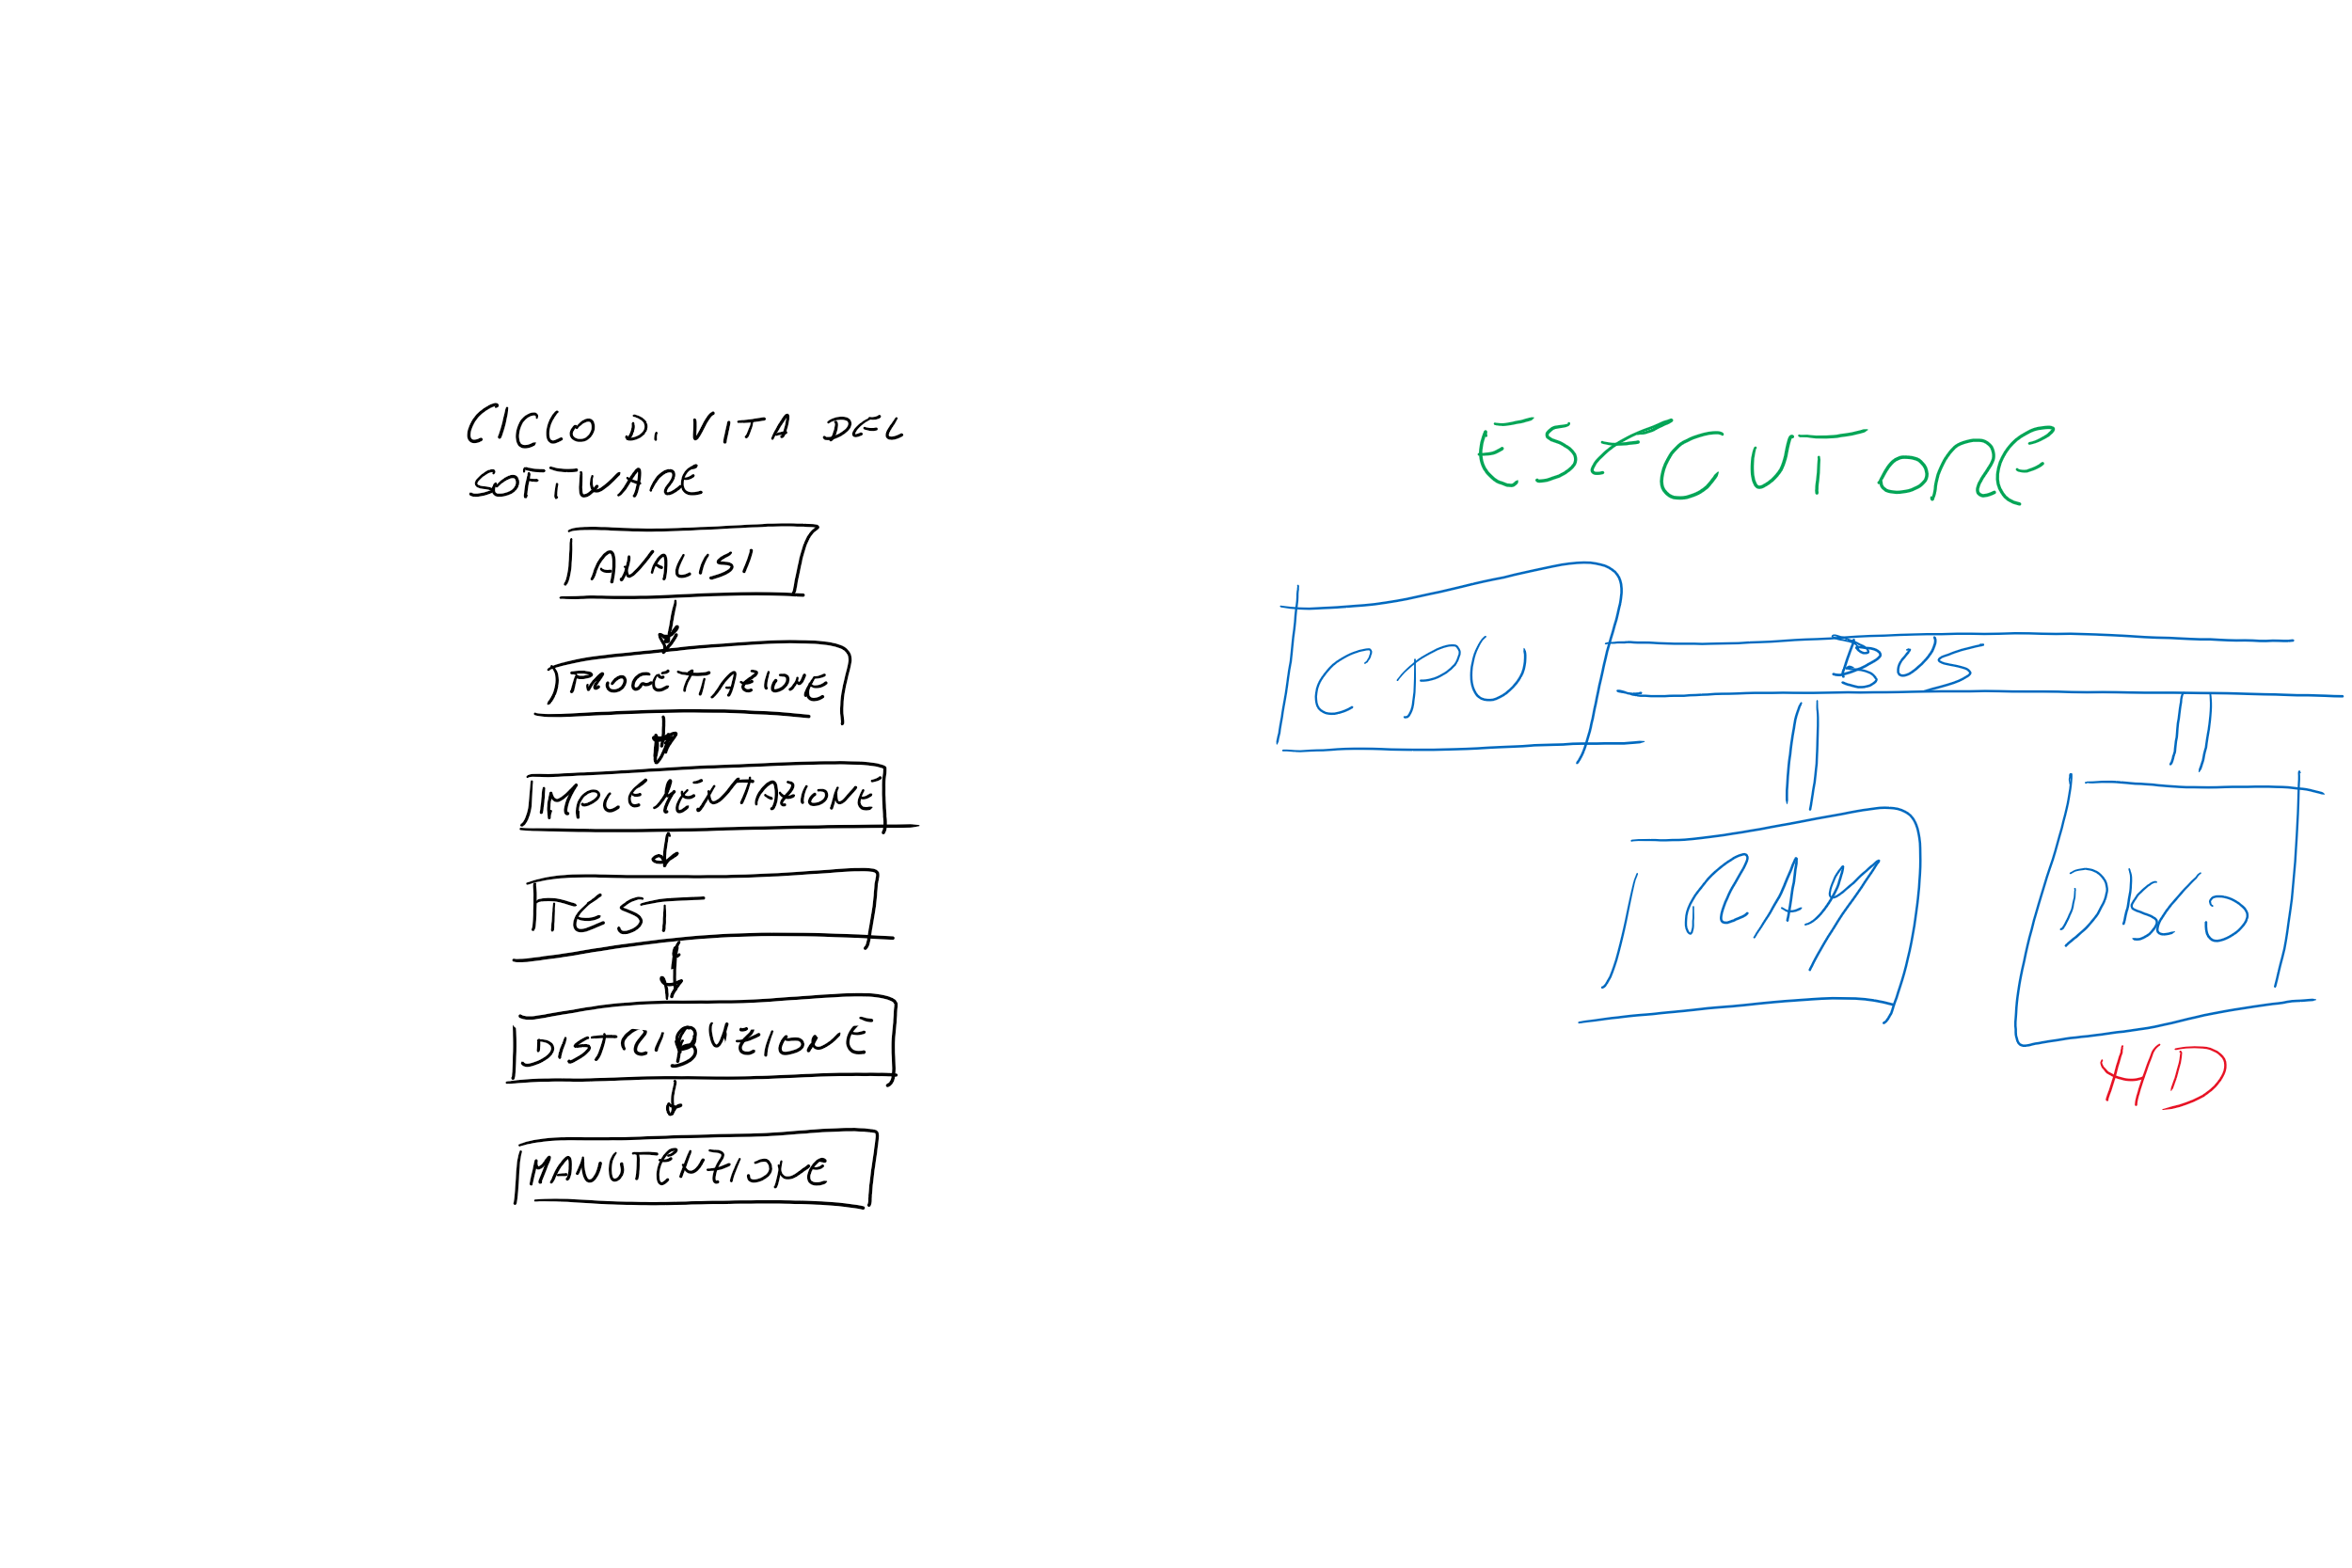 CICLO DI VITA DEL
SOFTWARE
ANALISI
PROGETTAZIONE
IMPLEMENTAZIONE
TEST
DISTRIBUZIONE
MANUTENZIONE
ESECUTORE
CPU
BUS
RAM
DISCO
HD